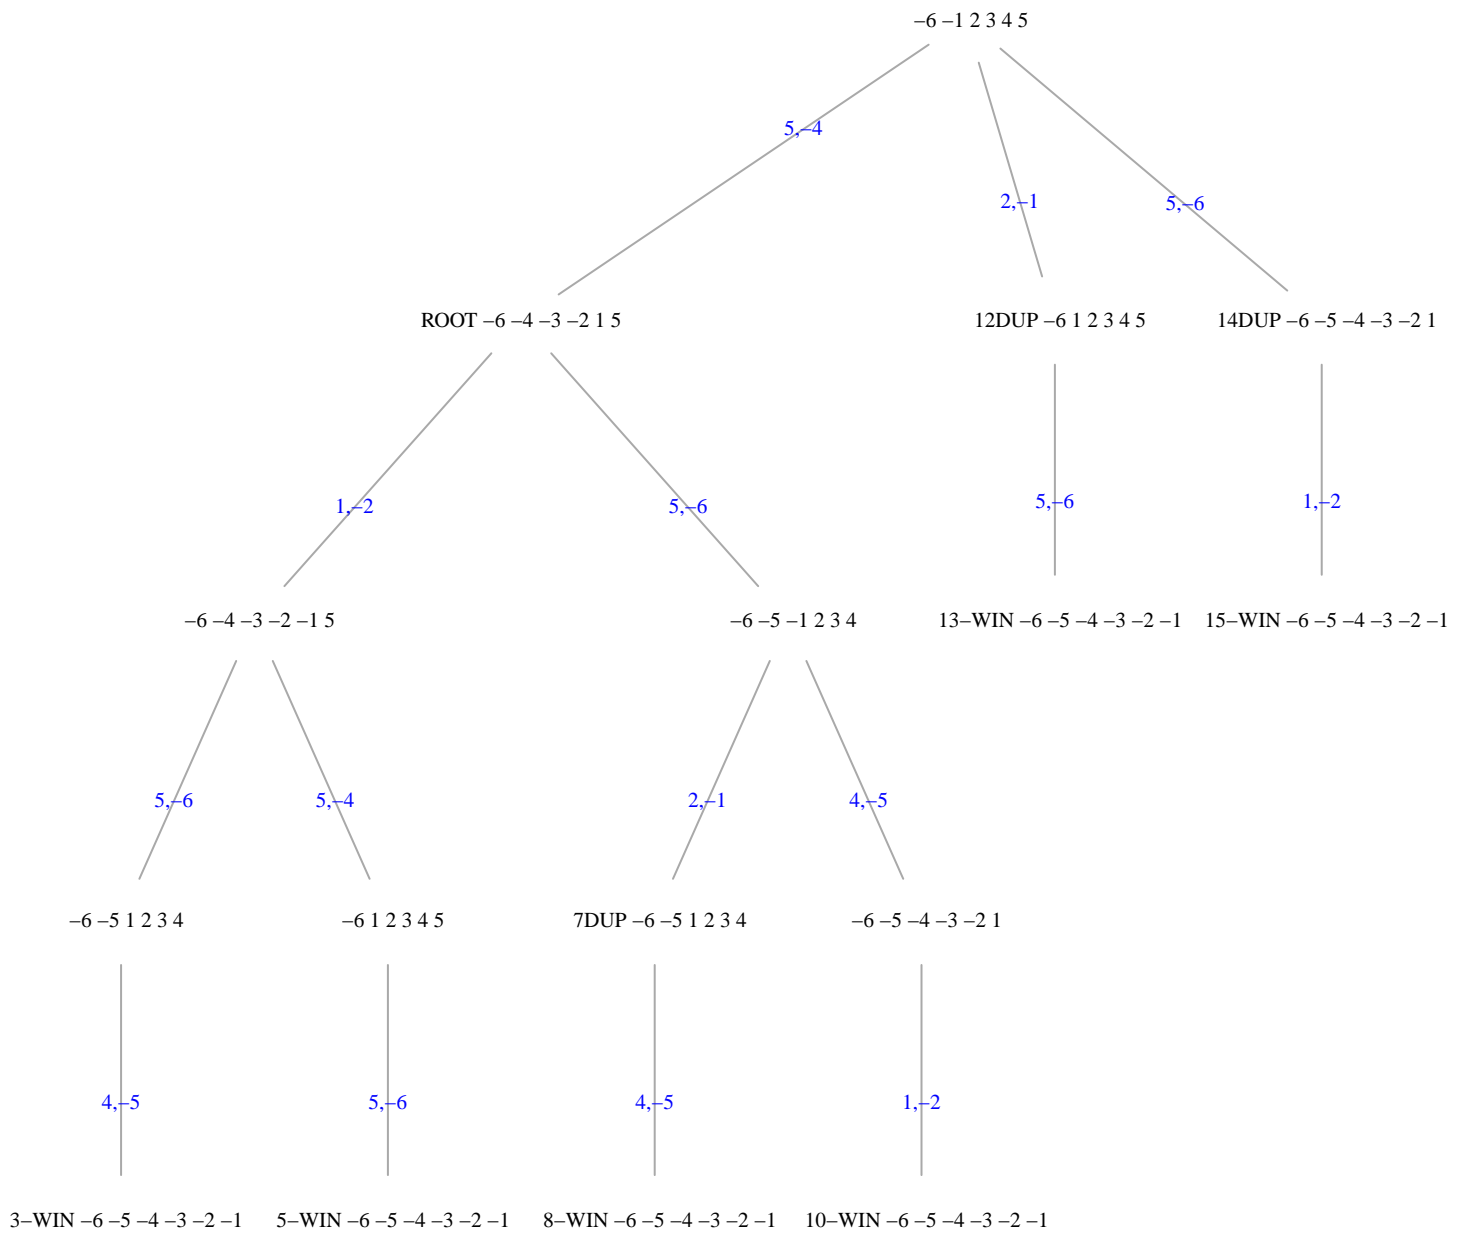 –6 –1 2 3 4 5
5,–4
2,–1
5,–6
ROOT –6 –4 –3 –2 1 5
12DUP –6 1 2 3 4 5
14DUP –6 –5 –4 –3 –2 1
1,–2
5,–6
5,–6
1,–2
–6 –4 –3 –2 –1 5
–6 –5 –1 2 3 4
13–WIN –6 –5 –4 –3 –2 –1
15–WIN –6 –5 –4 –3 –2 –1
5,–6
5,–4
2,–1
4,–5
–6 –5 1 2 3 4
–6 1 2 3 4 5
7DUP –6 –5 1 2 3 4
–6 –5 –4 –3 –2 1
4,–5
5,–6
4,–5
1,–2
3–WIN –6 –5 –4 –3 –2 –1
5–WIN –6 –5 –4 –3 –2 –1
8–WIN –6 –5 –4 –3 –2 –1
10–WIN –6 –5 –4 –3 –2 –1